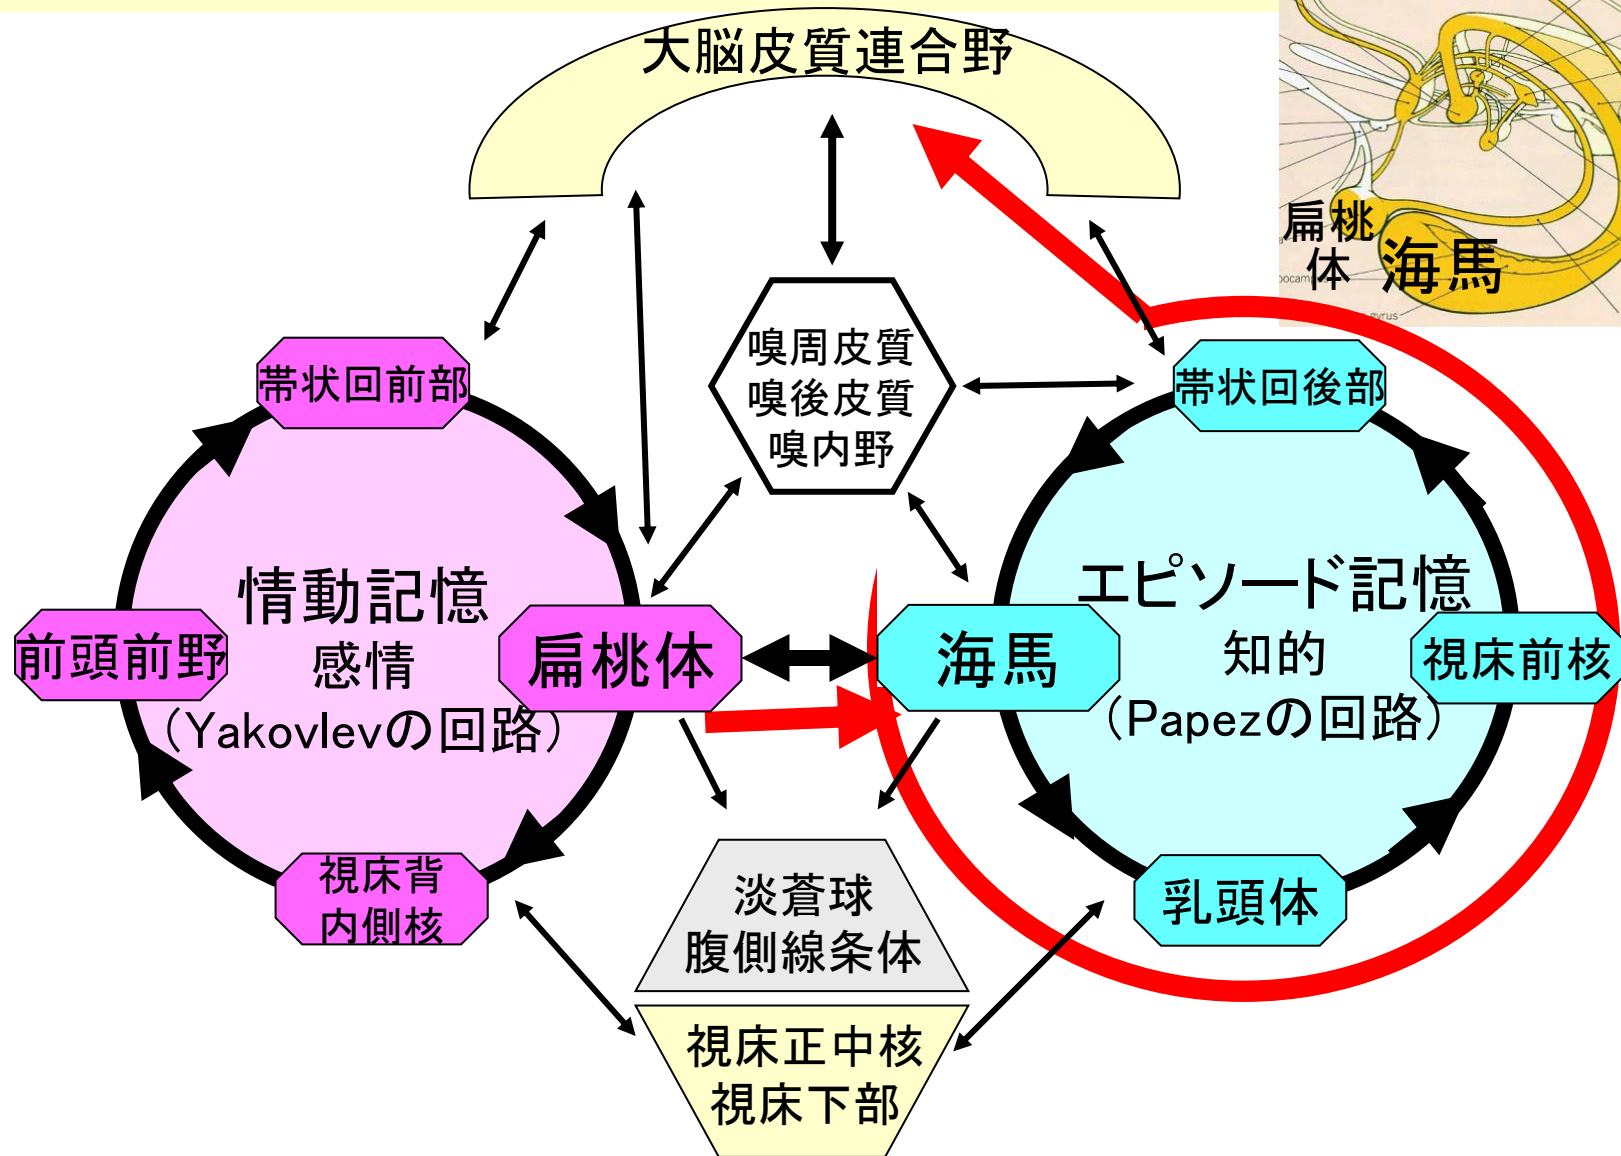 大脳皮質連合野
扁桃
体
海馬
嗅周皮質
嗅後皮質
嗅内野
帯状回前部
帯状回後部
情動記憶
感情
(Yakovlevの回路)
エピソード記憶
知的
(Papezの回路)
前頭前野
扁桃体
海馬
視床前核
視床背
内側核
乳頭体
淡蒼球
腹側線条体
視床正中核
視床下部
gyrus